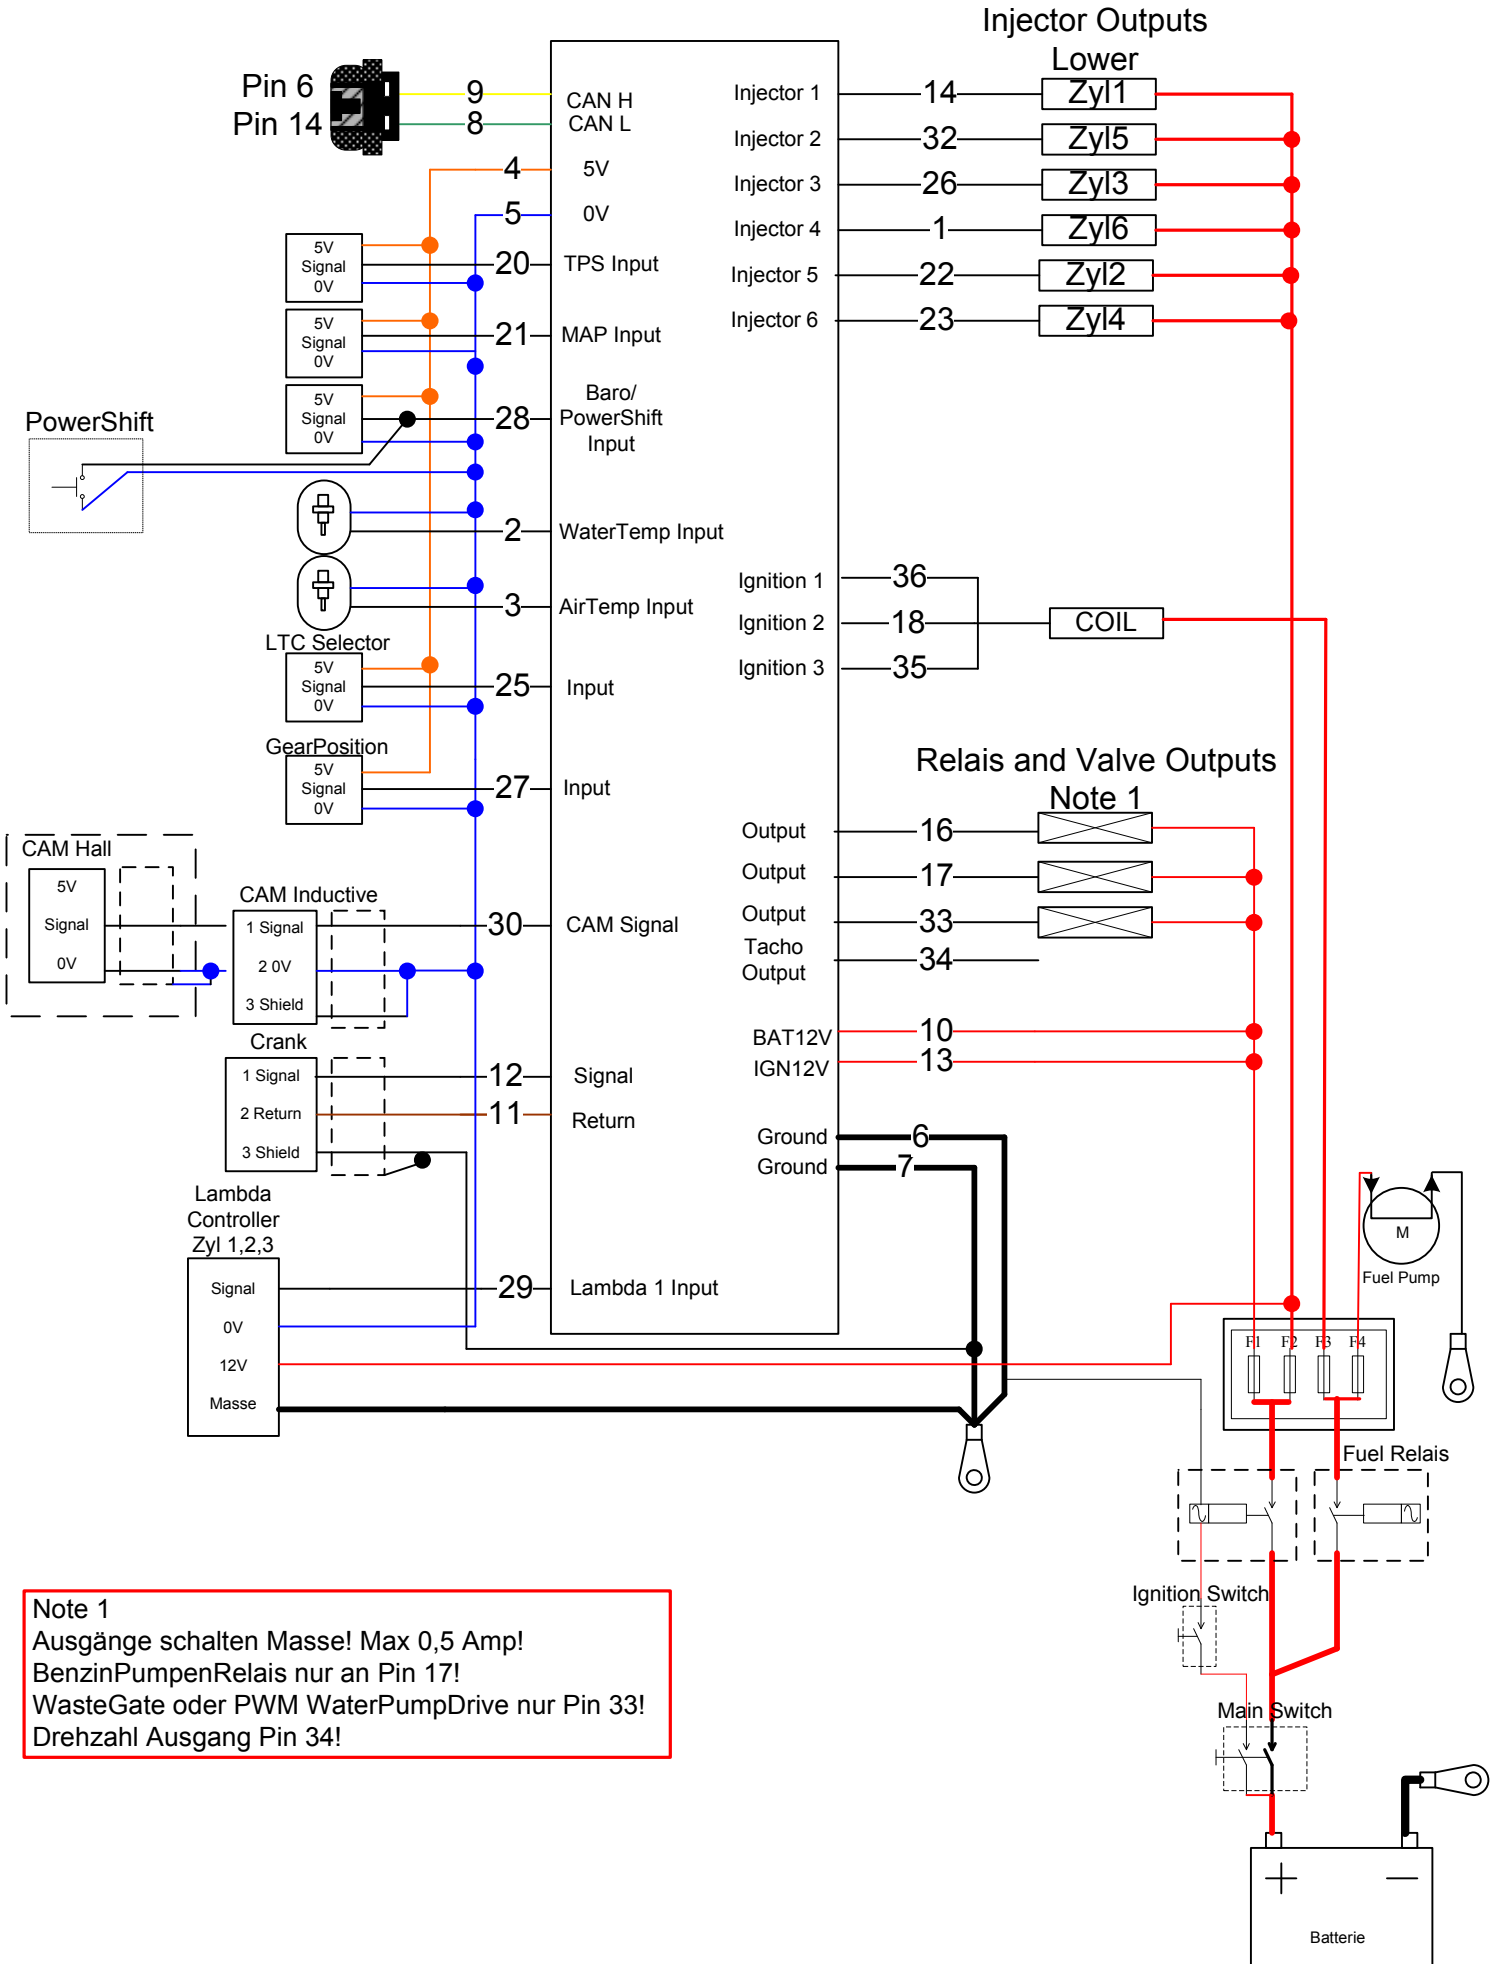 Injector Outputs
Lower
Pin 6
Pin 14
9
8
CAN H
CAN L
4
5V
5
0V
5V
Signal
0V
20
TPS Input
5V
Signal
0V
21
MAP Input
5V
Signal
0V
28
Baro/
PowerShift
Input
PowerShift
2
WaterTemp Input
3
AirTemp Input
LTC Selector
5V
Signal
0V
25
Input
GearPosition
5V
Signal
0V
27
Input
CAM Hall
5V
Signal
0V
CAM Inductive
1 Signal
2 0V
3 Shield
30
CAM Signal
Crank
1 Signal
2 Return
3 Shield
12
Signal
11
Return
Lambda
Controller
Zyl 1,2,3
Signal
0V
12V
Masse
29
Lambda 1 Input
Injector 1
14
Zyl1
Injector 2
32
Zyl5
Injector 3
26
Zyl3
Injector 4
1
Zyl6
Injector 5
22
Zyl2
Injector 6
23
Zyl4
Ignition 1
36
Ignition 2
18
COIL
Ignition 3
35
Relais and Valve Outputs
Note 1
Output
16
Output
17
Output
33
Tacho
Output
34
BAT12V
10
IGN12V
13
Ground
6
Ground
7
M
Fuel Pump
F1
F2
F3
F4
Fuel Relais
Ignition Switch
Main Switch
Batterie
Note 1
Ausgänge schalten Masse! Max 0,5 Amp!
BenzinPumpenRelais nur an Pin 17!
WasteGate oder PWM WaterPumpDrive nur Pin 33!
Drehzahl Ausgang Pin 34!